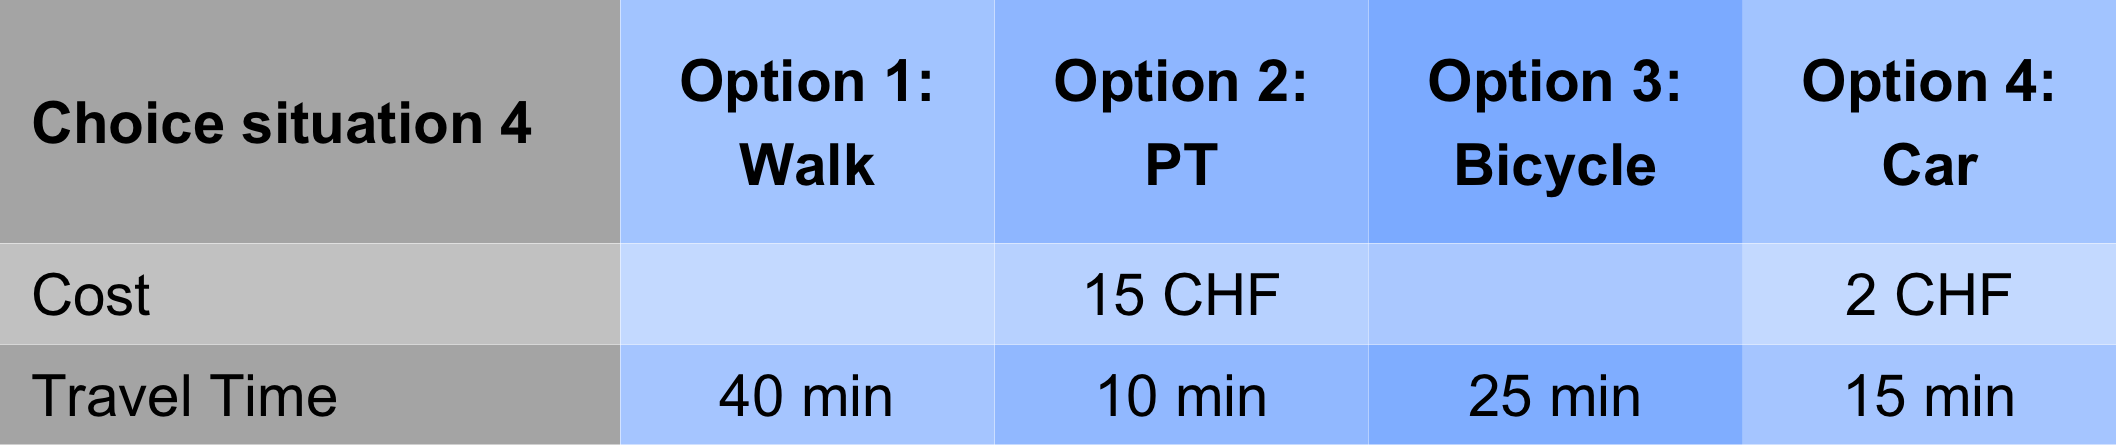 Choice situation 4
Option 1:
Walk
Option 2:
PT
Option 3:
Bicycle
Option 4:
Car
Cost
15 CHF
2 CHF
Travel Time
40 min
10 min
25 min
15 min